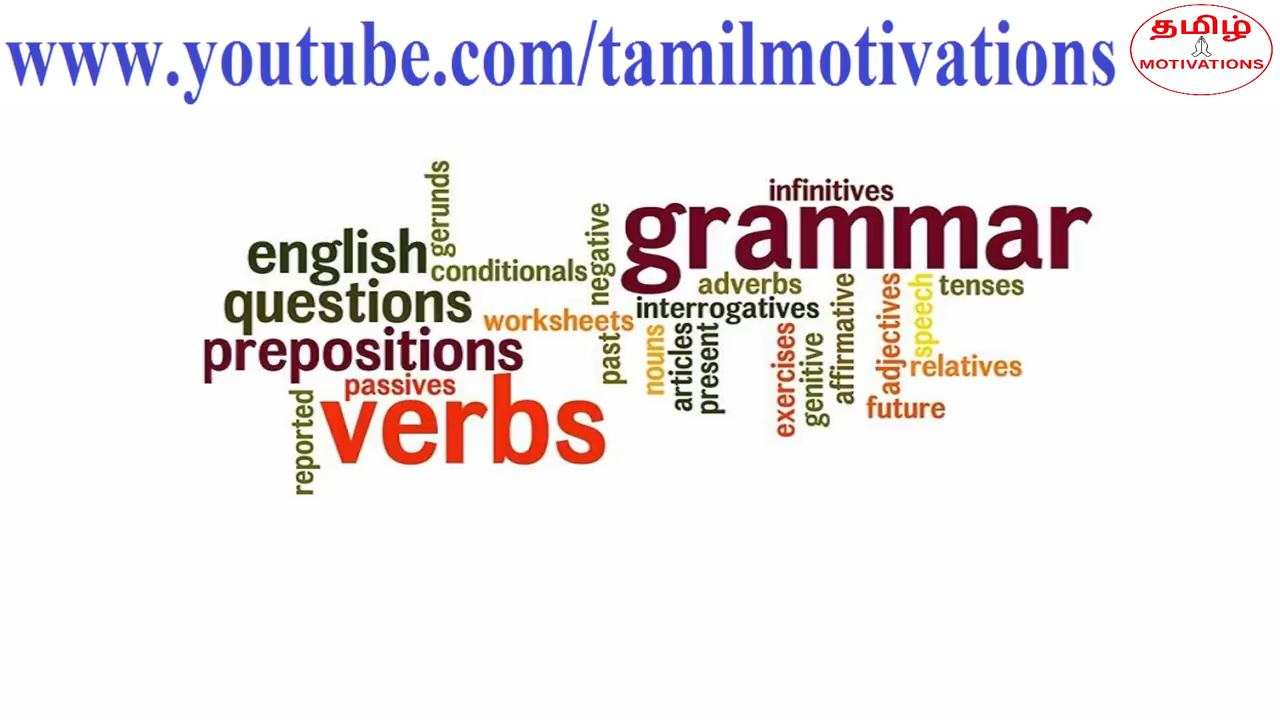 www.youtube.com/tamilmotivations
தமிழ்
MOTIVATIONS
gerunds
infinitives
grammar
negative
english
conditionals
questions
adverbs
tenses
interrogatives
worksheets
prepositions
past
nouns
articles
present
exercises
genitive
affirmative
adjectives
speech
relatives
passives
verbs
future
reported